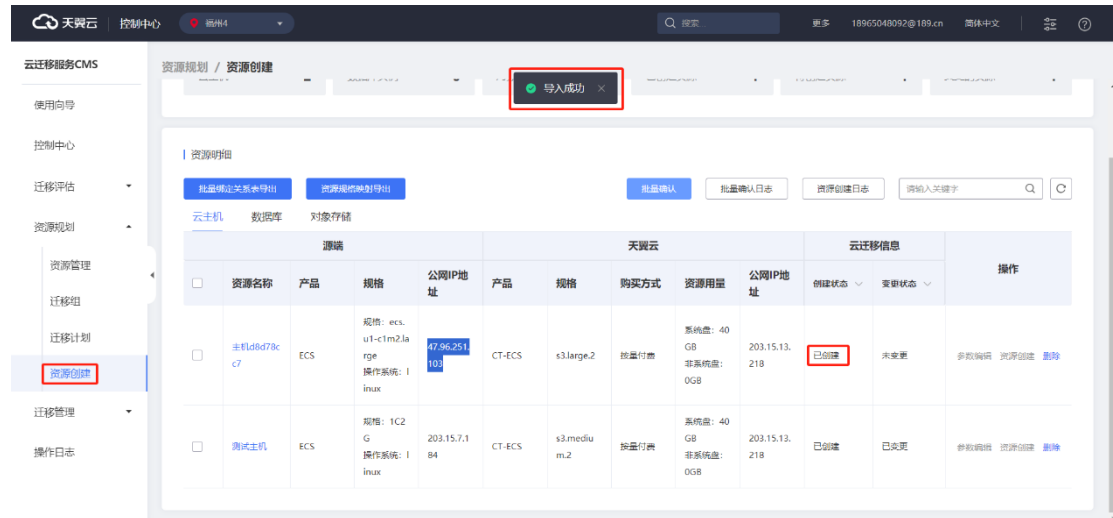 天翼云 控制中心 福州4 搜索... 更多 18965048092@189.cn 简体中文
云迁移服务CMS
资源规划 / 资源创建
导入成功
使用向导
控制中心
迁移评估
资源规划
资源管理
迁移组
迁移计划
资源创建
迁移管理
操作日志
资源明细
批量绑定关系表导出 资源规格映射导出 批量确认 批量确认日志 资源创建日志 请输入关键字
云主机 数据库 对象存储
源端 天翼云 云迁移信息 操作
资源名称 产品 规格 公网IP地址 产品 规格 购买方式 资源用量 公网IP地址 创建状态 变更状态
主机d8d78c
c7
ECS
规格：ecs.
u1-c1m2.la
rge
操作系统：l
inux
47.96.251.
103
CT-ECS
s3.large.2
按量付费
系统盘：40
GB
非系统盘：
0GB
203.15.13.
218
已创建
未变更
参数编辑 资源创建 删除
测试主机
ECS
规格：1C2
G
操作系统：l
inux
203.15.7.1
84
CT-ECS
s3.mediu
m.2
按量付费
系统盘：40
GB
非系统盘：
0GB
203.15.13.
218
已创建
已变更
参数编辑 资源创建 删除